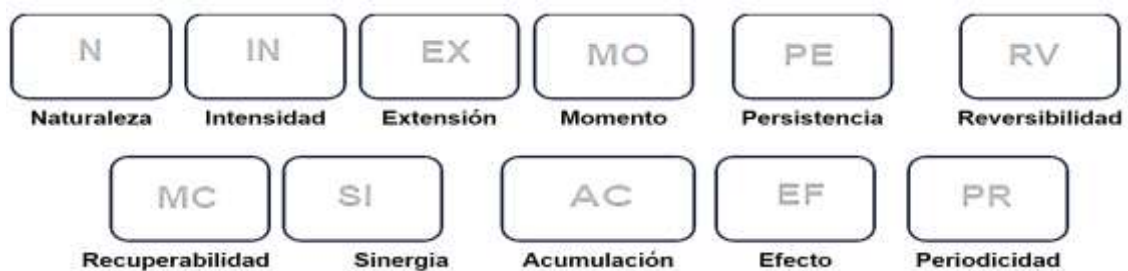 N IN EX MO PE RV
Naturaleza Intensidad Extensión Momento Persistencia Reversibilidad
MC SI AC EF PR
Recuperabilidad Sinergia Acumulación Efecto Periodicidad